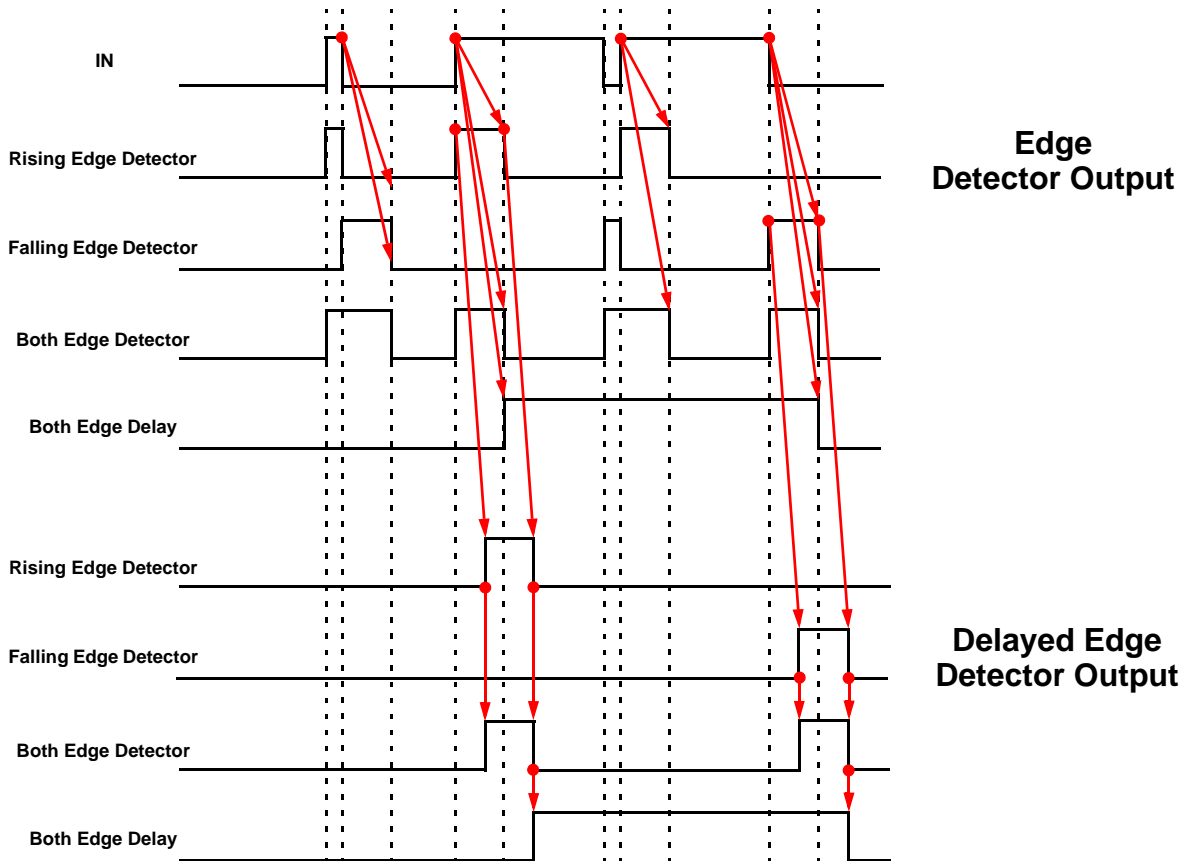 IN
Rising Edge Detector
Falling Edge Detector
Both Edge Detector
Both Edge Delay
Edge
Detector Output
Rising Edge Detector
Falling Edge Detector
Both Edge Detector
Both Edge Delay
Delayed Edge
Detector Output